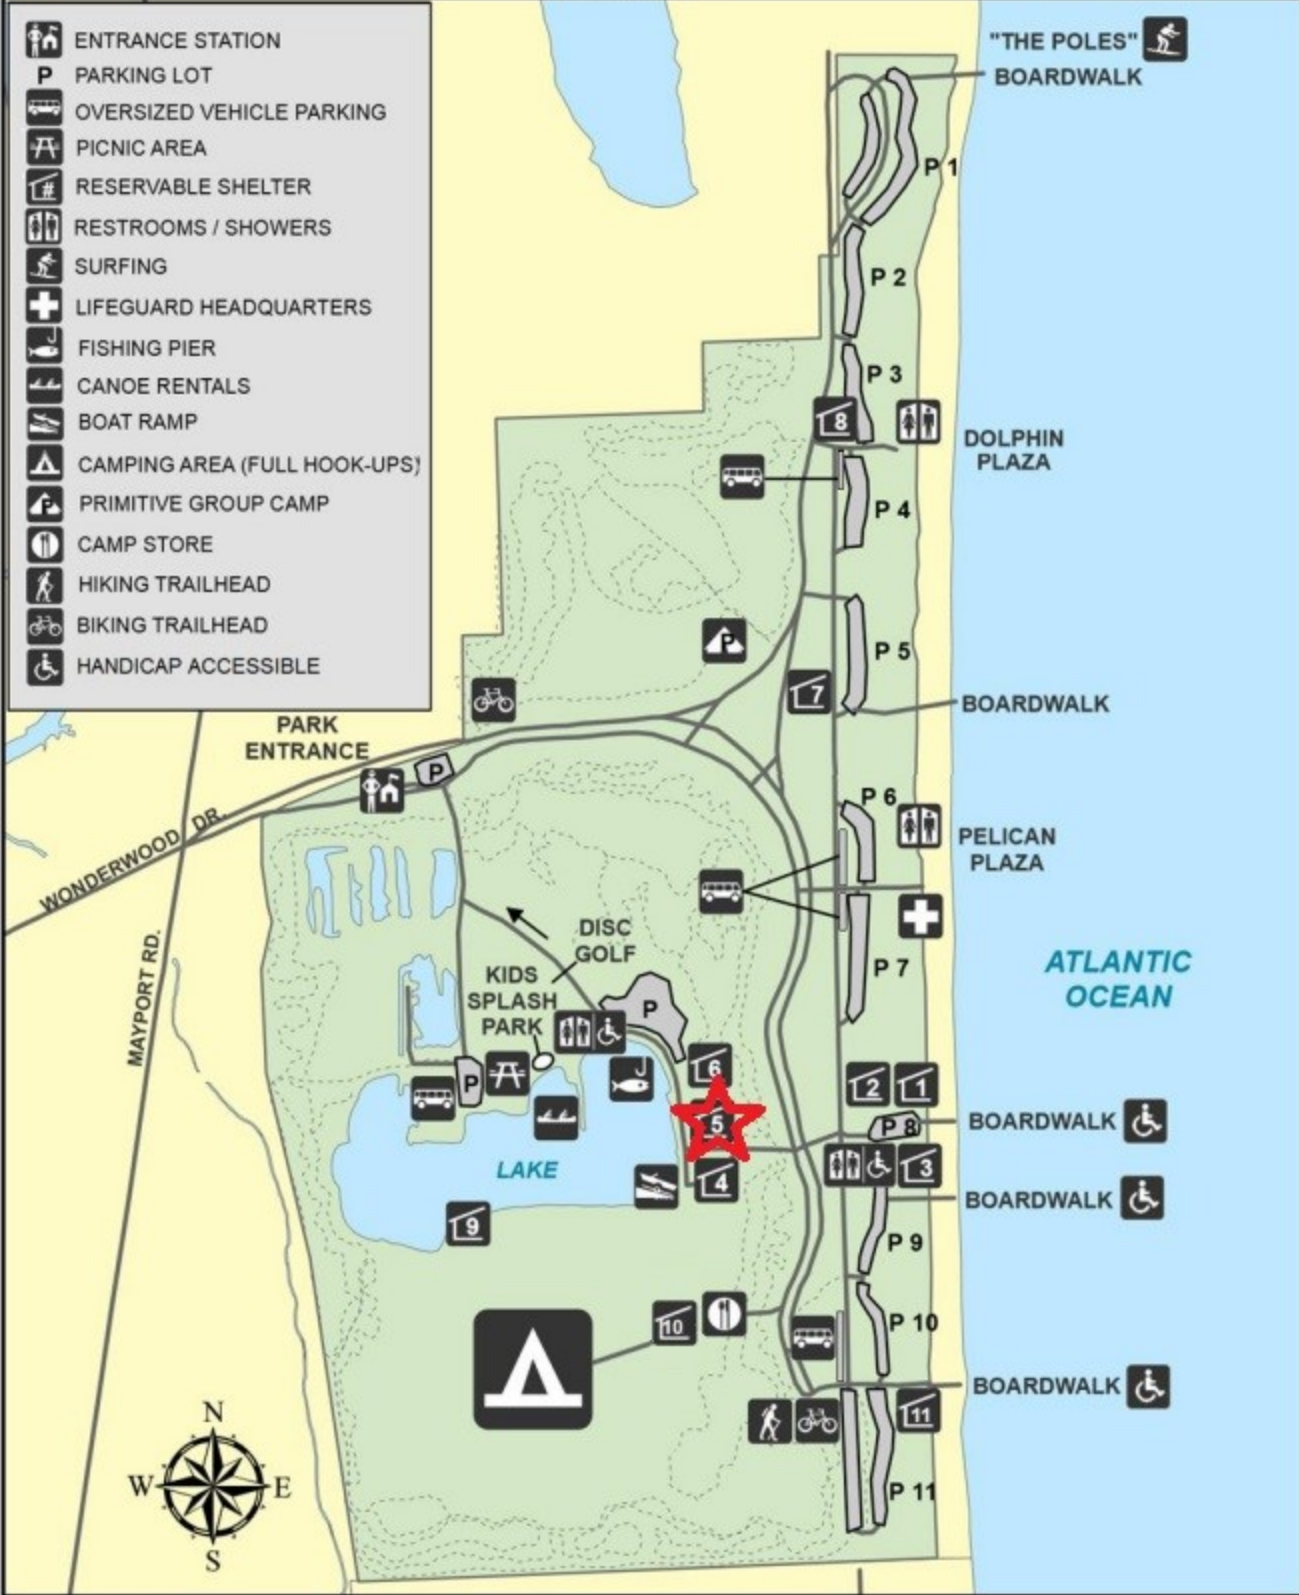 ENTRANCE STATION
P PARKING LOT
OVERSIZED VEHICLE PARKING
PICNIC AREA
# RESERVABLE SHELTER
RESTROOMS / SHOWERS
SURFING
LIFEGUARD HEADQUARTERS
FISHING PIER
CANOE RENTALS
BOAT RAMP
CAMPING AREA (FULL HOOK-UPS)
P PRIMITIVE GROUP CAMP
CAMP STORE
HIKING TRAILHEAD
BIKING TRAILHEAD
HANDICAP ACCESSIBLE
"THE POLES"
BOARDWALK
P 1
P 2
P 3
8
DOLPHIN
PLAZA
P 4
P
P 5
7
BOARDWALK
PARK
ENTRANCE
P
WONDERWOOD DR.
MAYPORT RD.
P 6
PELICAN
PLAZA
P 7
DISC
GOLF
KIDS
SPLASH
PARK
P
ATLANTIC
OCEAN
6
P
2
1
5
P 8
BOARDWALK
LAKE
4
3
BOARDWALK
9
P 9
10
P 10
BOARDWALK
11
P 11
N
W
E
S